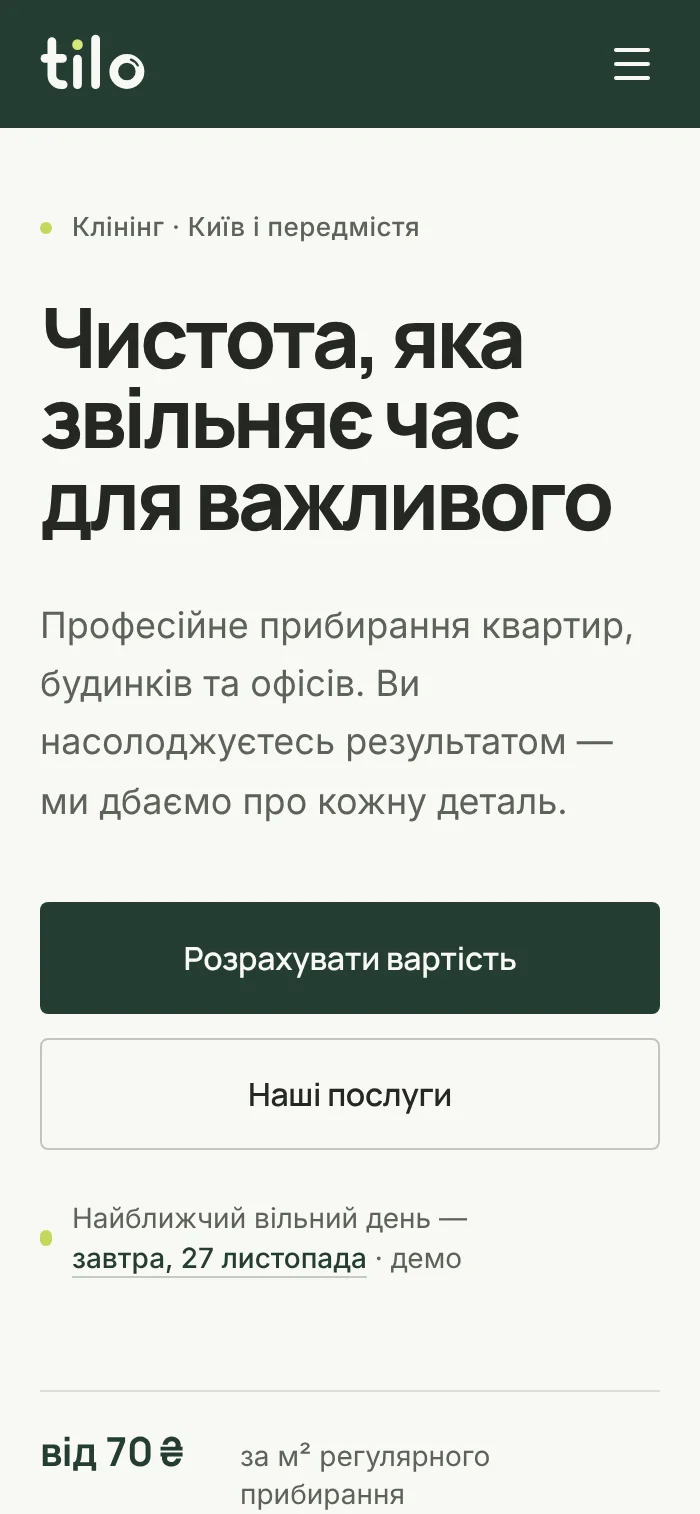 tilo
Клінінг · Київ і передмістя
Чистота, яка
звільняє час
для важливого
Професійне прибирання квартир,
будинків та офісів. Ви
насолоджуєтесь результатом —
ми дбаємо про кожну деталь.
Розрахувати вартість
Наші послуги
Найближчий вільний день —
завтра, 27 листопада · демо
від 70 ₴
за м² регулярного
прибирання